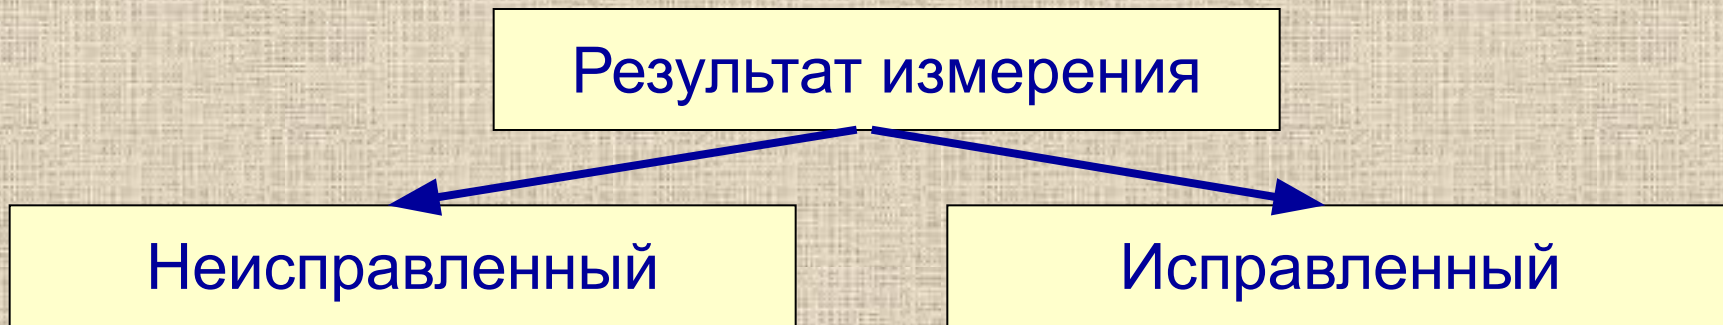 Результат измерения
Неисправленный
Исправленный